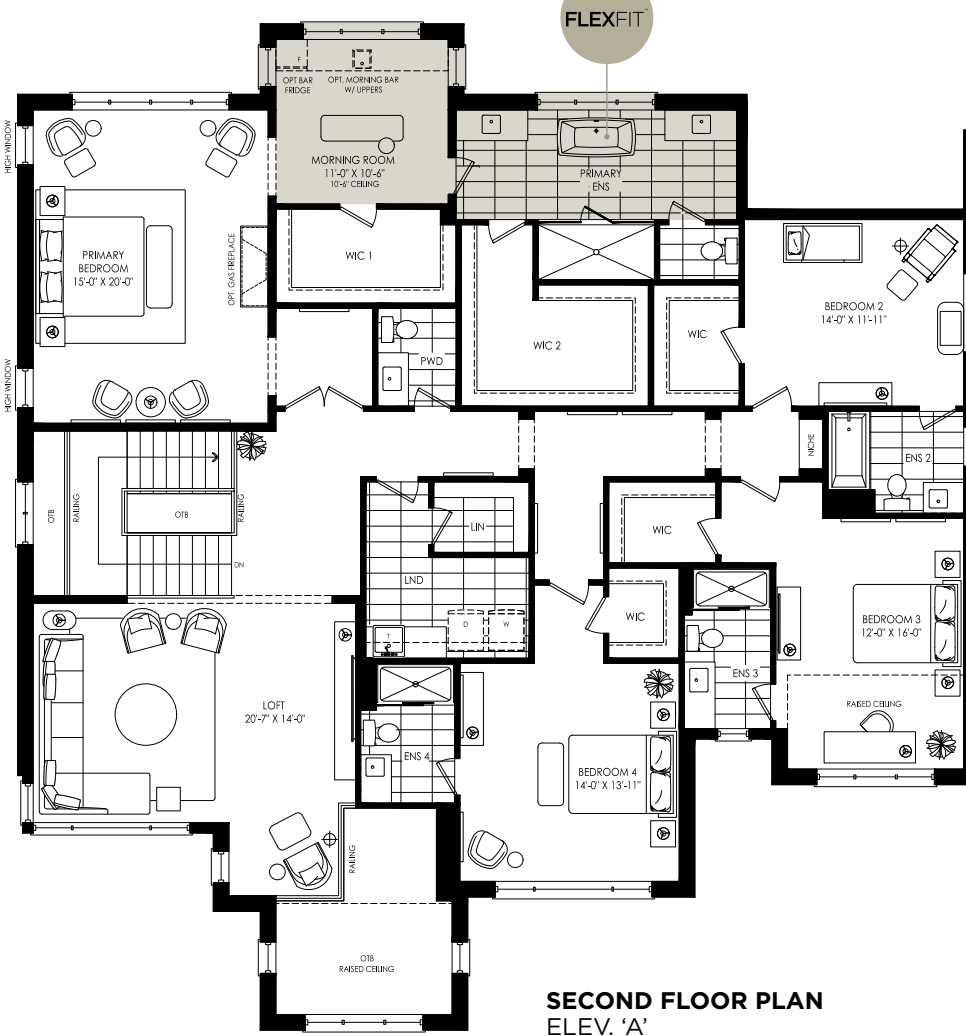 FLEXFIT™
F
OPT BAR
FRIDGE
OPT. MORNING BAR
W/ UPPERS
MORNING ROOM
11'-0" X 10'-6"
10'-6" CEILING
PRIMARY
ENS
HIGH WINDOW
PRIMARY
BEDROOM
15'-0" X 20'-0"
OPT. GAS FIREPLACE
WIC 1
WIC 2
WIC
BEDROOM 2
14'-0" X 11'-11"
HIGH WINDOW
PWD
NICHE
ENS 2
OTB
RAILING
OTB
RAILING
DN
LIN
LND
T
D
W
WIC
WIC
BEDROOM 3
12'-0" X 16'-0"
ENS 3
RAISED CEILING
LOFT
20'-7" X 14'-0"
ENS 4
BEDROOM 4
14'-0" X 13'-11"
RAILING
OTB
RAISED CEILING
SECOND FLOOR PLAN
ELEV. ‘A’